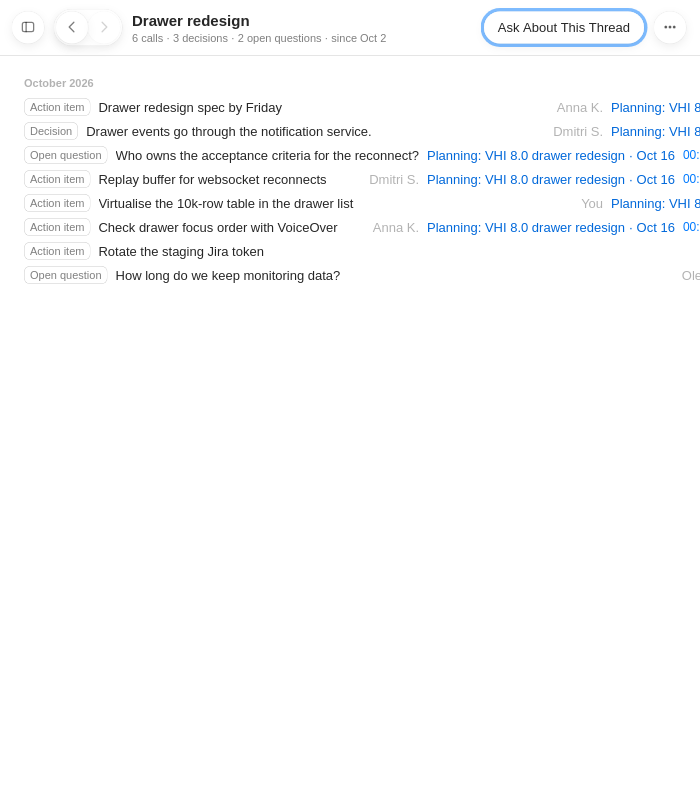 Drawer redesign
6 calls · 3 decisions · 2 open questions · since Oct 2
Ask About This Thread
October 2026
Action item Drawer redesign spec by Friday Anna K. Planning: VHI 8
Decision Drawer events go through the notification service. Dmitri S. Planning: VHI 8
Open question Who owns the acceptance criteria for the reconnect? Planning: VHI 8.0 drawer redesign · Oct 16 00:
Action item Replay buffer for websocket reconnects Dmitri S. Planning: VHI 8.0 drawer redesign · Oct 16 00:
Action item Virtualise the 10k-row table in the drawer list You Planning: VHI 8
Action item Check drawer focus order with VoiceOver Anna K. Planning: VHI 8.0 drawer redesign · Oct 16 00:
Action item Rotate the staging Jira token
Open question How long do we keep monitoring data? Ole